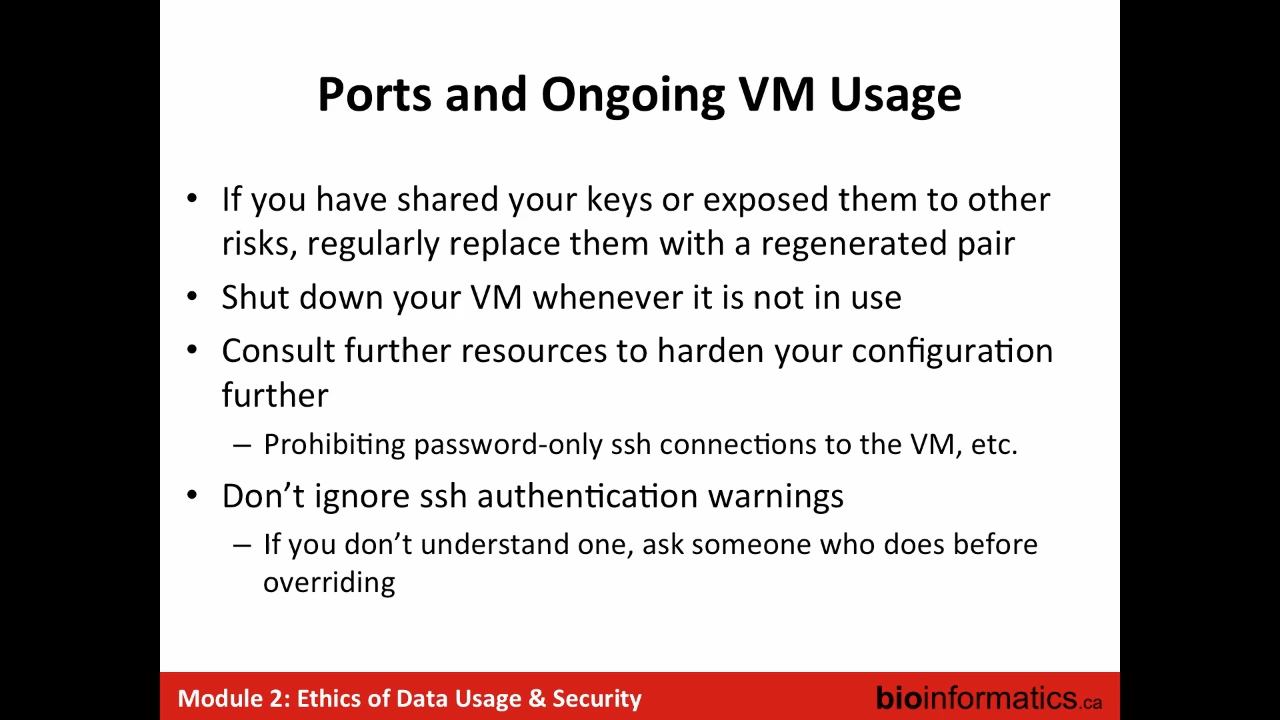 Ports and Ongoing VM Usage
• If you have shared your keys or exposed them to other
risks, regularly replace them with a regenerated pair
• Shut down your VM whenever it is not in use
• Consult further resources to harden your configuration
further
– Prohibiting password-only ssh connections to the VM, etc.
• Don’t ignore ssh authentication warnings
– If you don’t understand one, ask someone who does before
overriding
Module 2: Ethics of Data Usage & Security
bioinformatics.ca